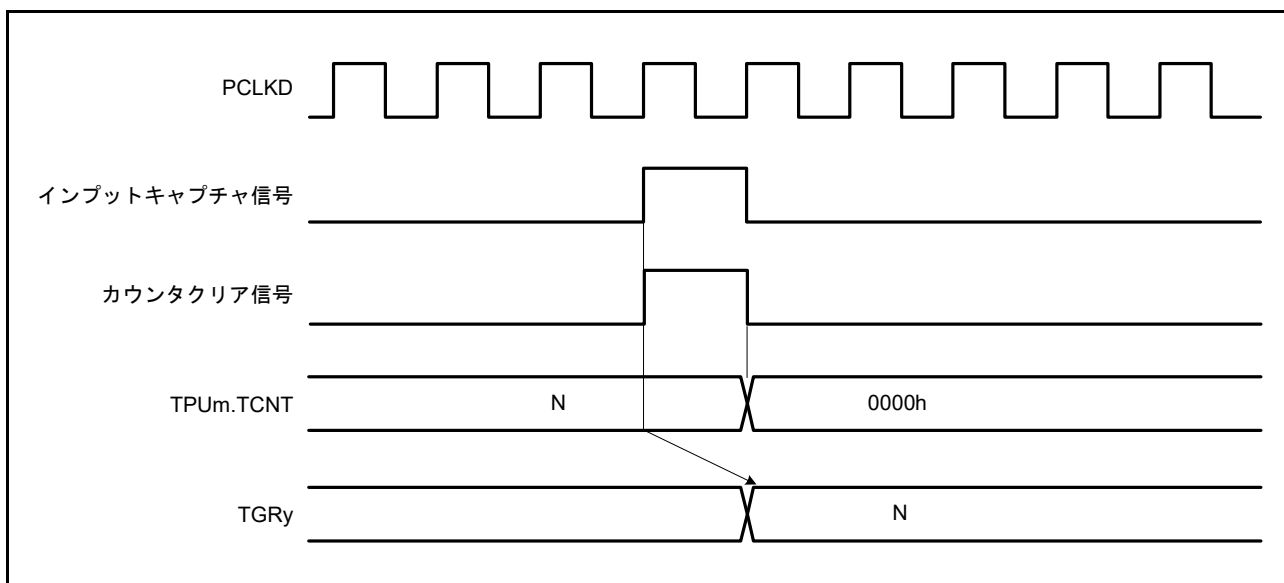 PCLKD
インプットキャプチャ信号
カウンタクリア信号
TPUm.TCNT
N
0000h
TGRy
N